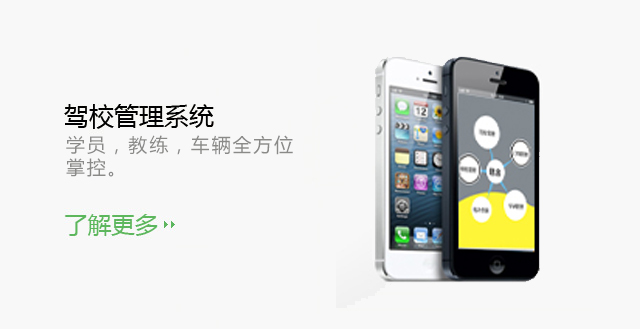 驾校管理系统
学员，教练，车辆全方位
掌控。
了解更多